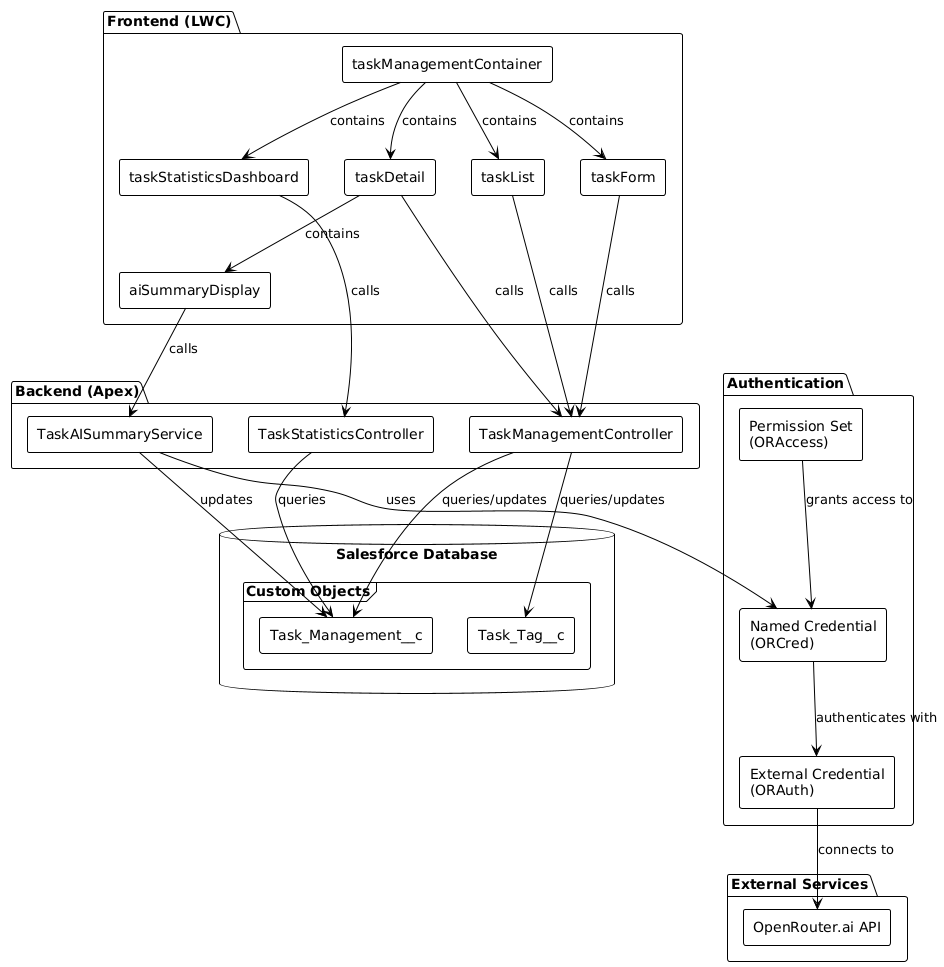 Frontend (LWC)
taskManagementContainer
contains
contains
contains
contains
taskStatisticsDashboard
taskDetail
taskList
taskForm
contains
aiSummaryDisplay
calls
calls
calls
calls
calls
Backend (Apex)
TaskAISummaryService
TaskStatisticsController
TaskManagementController
Authentication
Permission Set
(ORAccess)
updates
queries
uses
queries/updates
queries/updates
grants access to
Salesforce Database
Custom Objects
Task_Management__c
Task_Tag__c
Named Credential
(ORCred)
authenticates with
External Credential
(ORAuth)
connects to
External Services
OpenRouter.ai API